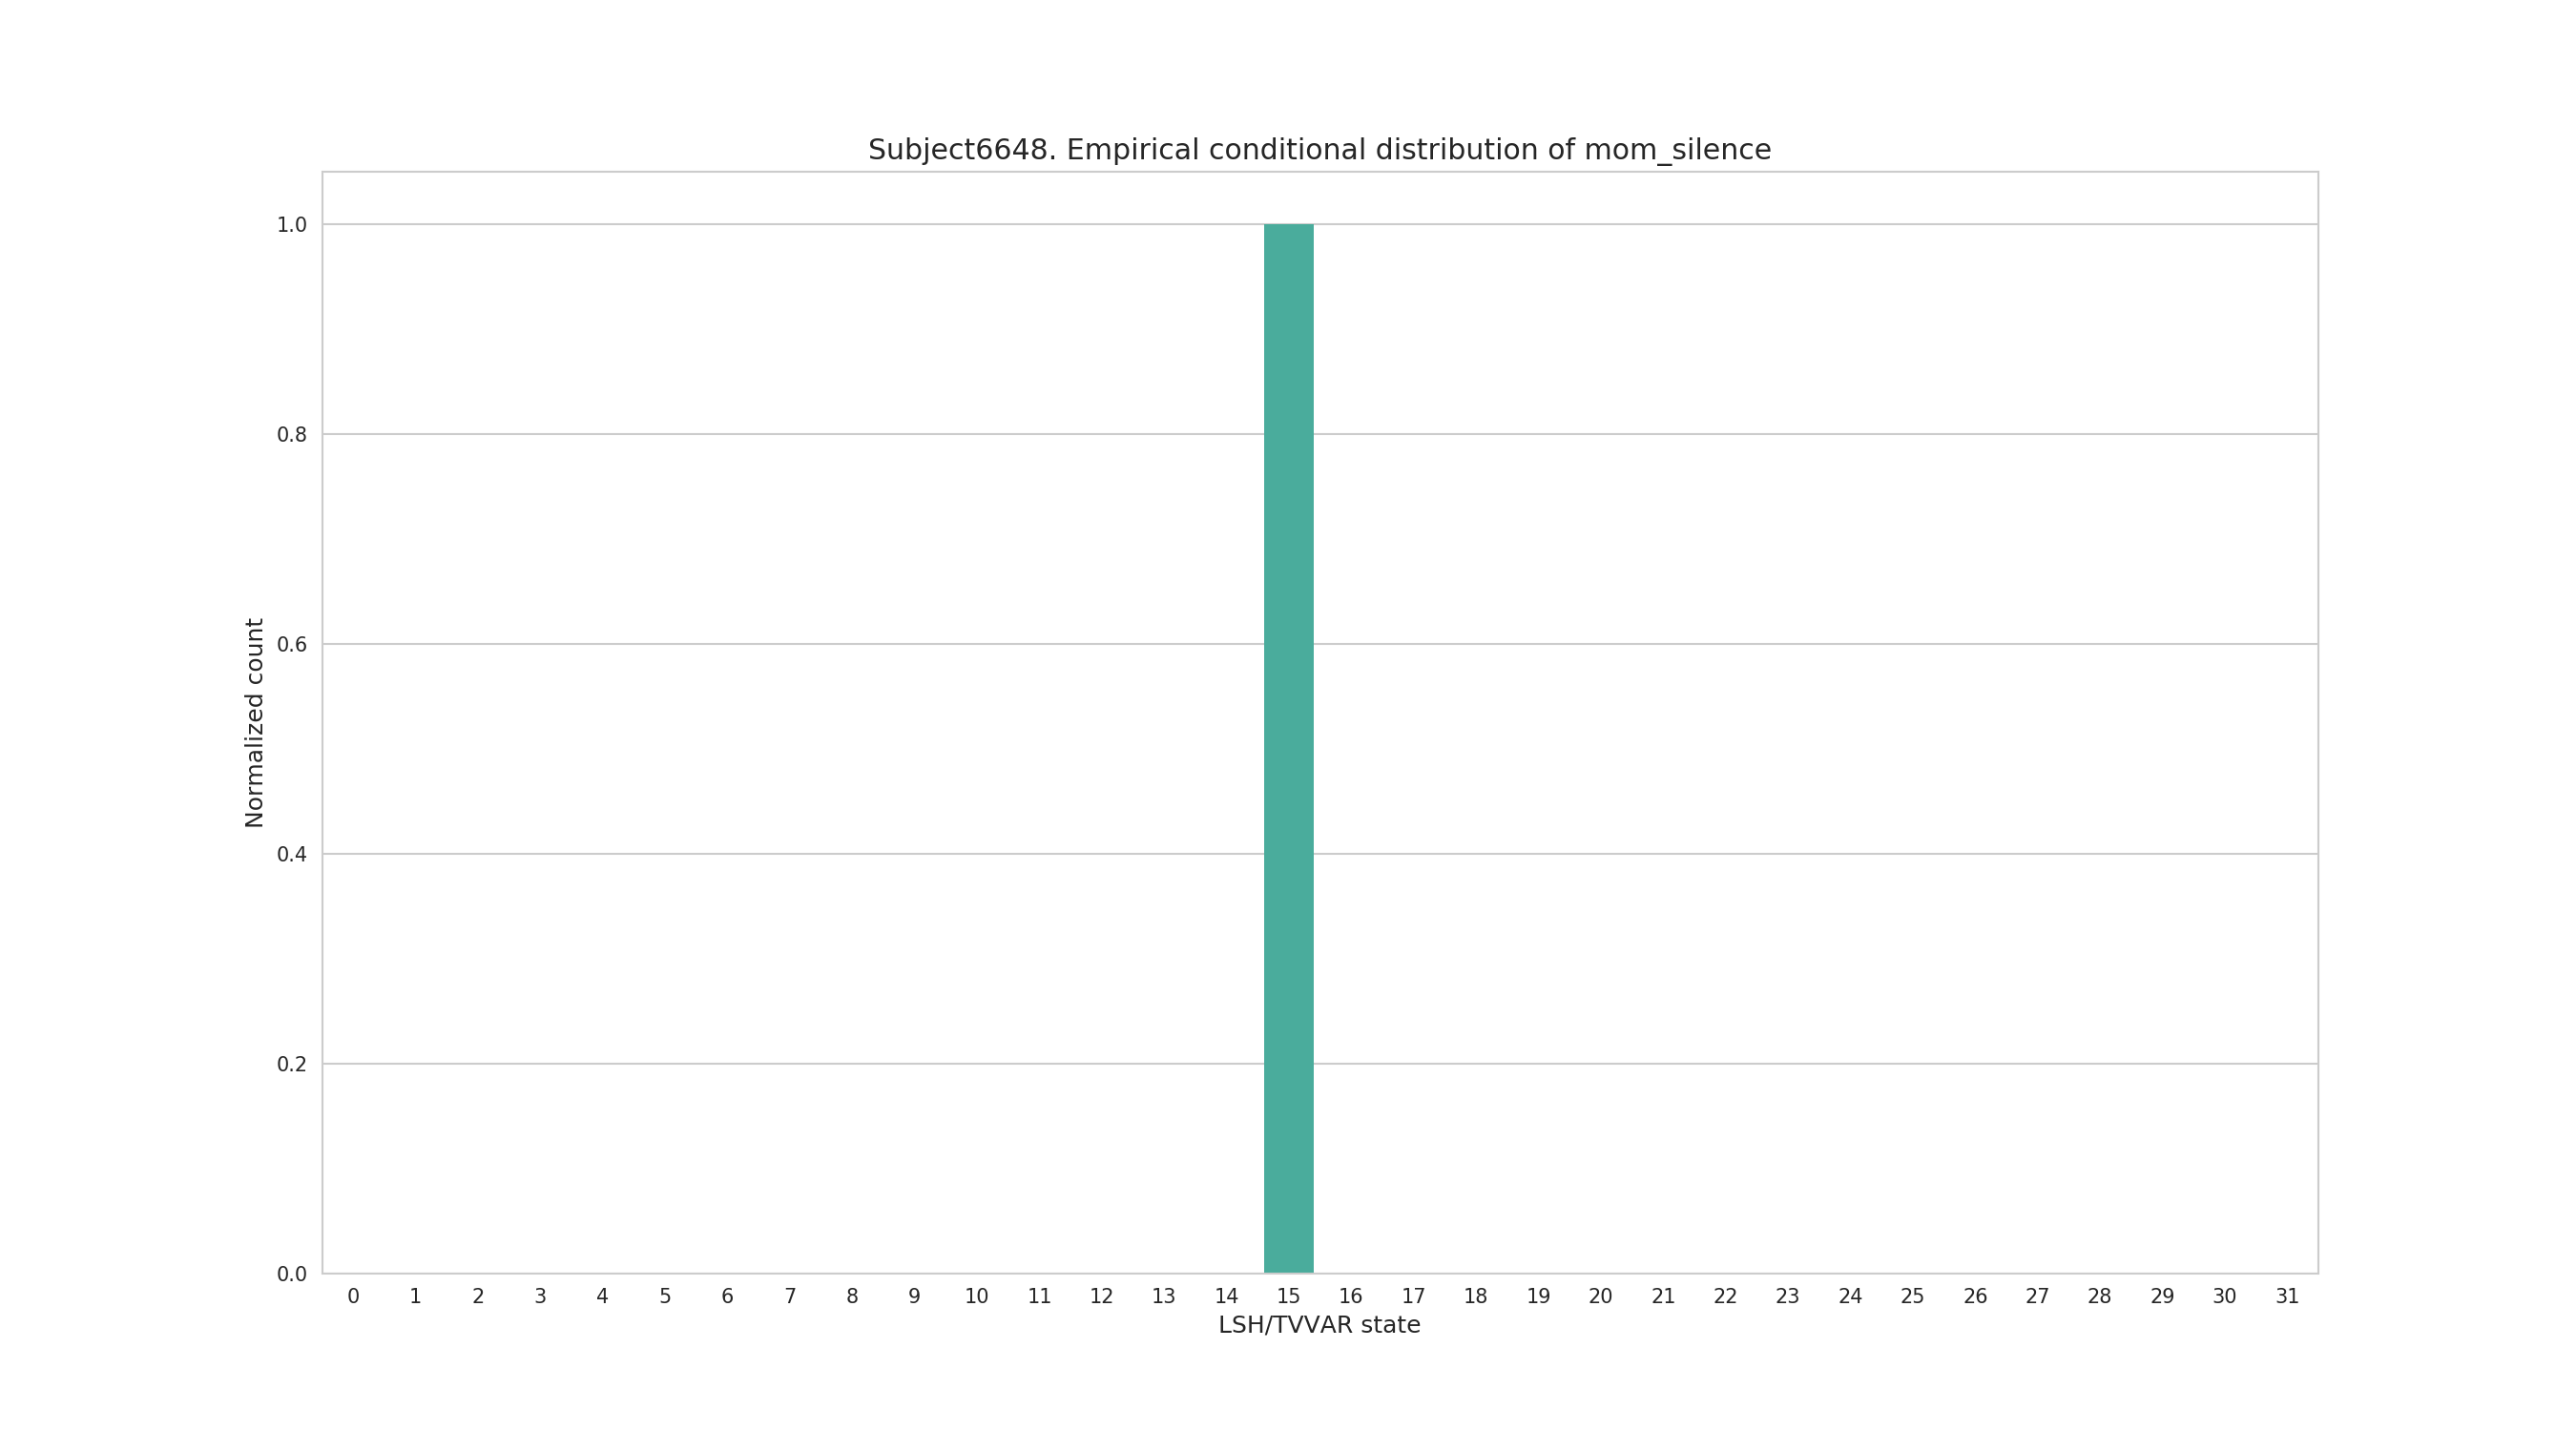 Subject6648. Empirical conditional distribution of mom_silence
1.0
0.8
0.6
0.4
0.2
0.0
Normalized count
0 1 2 3 4 5 6 7 8 9 10 11 12 13 14 15 16 17 18 19 20 21 22 23 24 25 26 27 28 29 30 31
LSH/TVVAR state